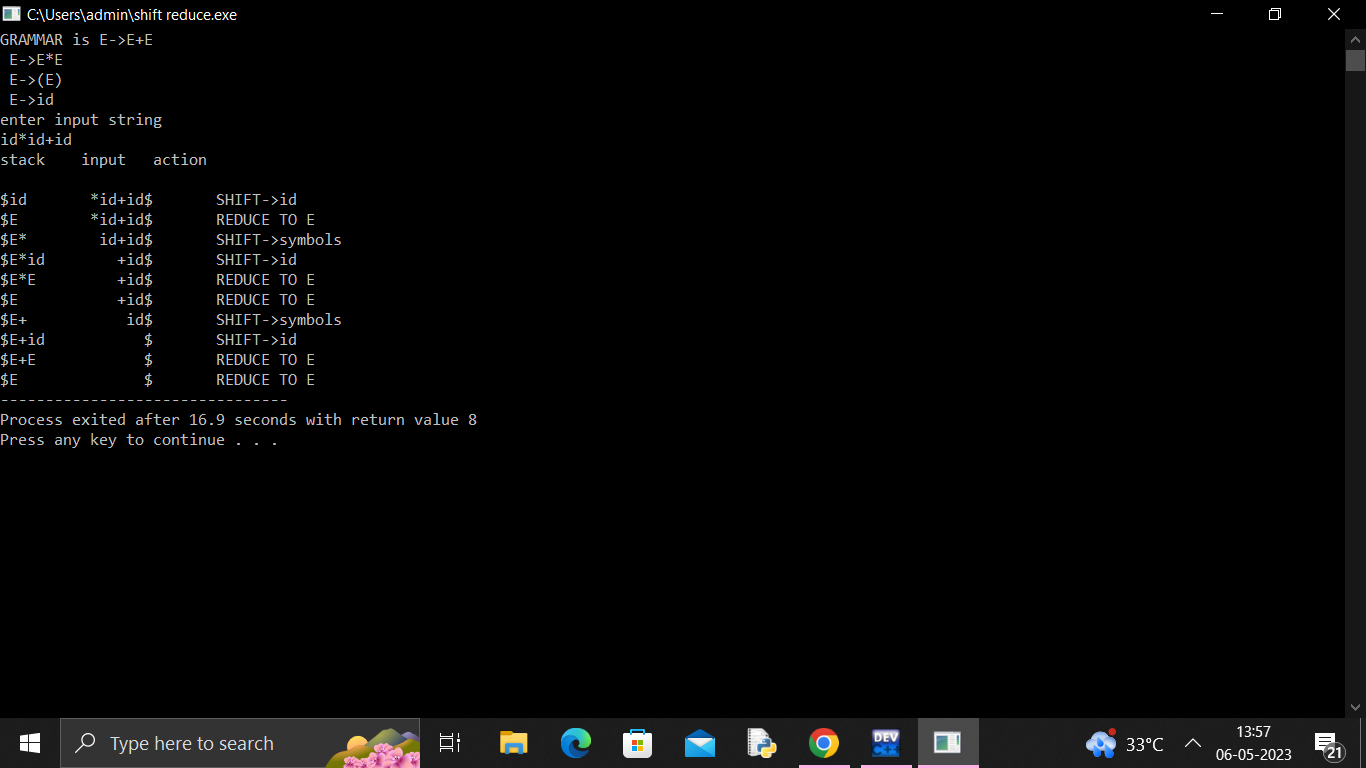 C:\Users\admin\shift reduce.exe
GRAMMAR is E->E+E
 E->E*E
 E->(E)
 E->id
enter input string
id*id+id
stack    input   action
$id       *id+id$       SHIFT->id
$E        *id+id$       REDUCE TO E
$E*        id+id$       SHIFT->symbols
$E*id        +id$       SHIFT->id
$E*E         +id$       REDUCE TO E
$E           +id$       REDUCE TO E
$E+           id$       SHIFT->symbols
$E+id           $       SHIFT->id
$E+E            $       REDUCE TO E
$E              $       REDUCE TO E
--------------------------------
Process exited after 16.9 seconds with return value 8
Press any key to continue . . .
Type here to search
DEV
C++
33°C
13:57
06-05-2023
21